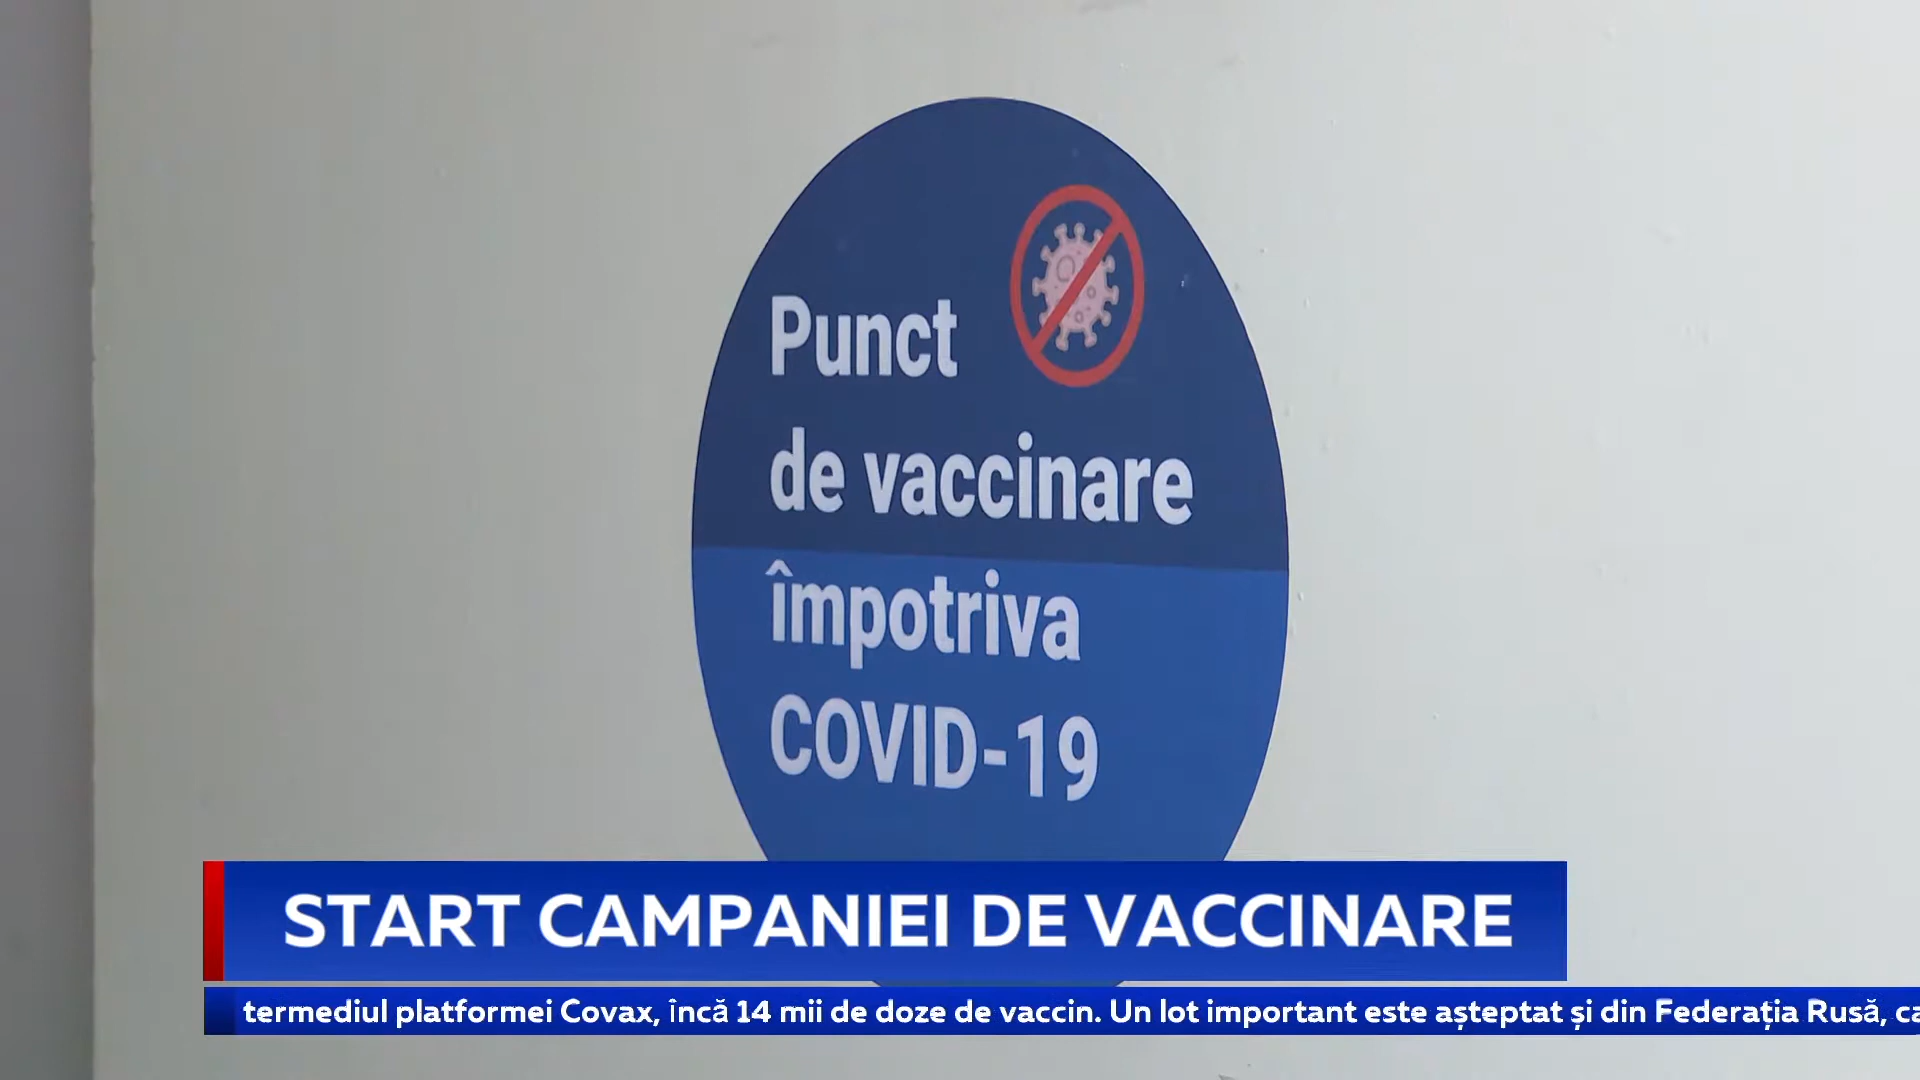 Punct
de vaccinare
împotriva
COVID-19
START CAMPANIEI DE VACCINARE
termediul platformei Covax, încă 14 mii de doze de vaccin. Un lot important este așteptat și din Federația Rusă, ca